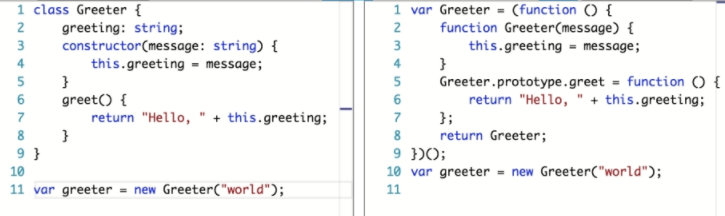 1 class Greeter {
2     greeting: string;
3     constructor(message: string) {
4         this.greeting = message;
5     }
6     greet() {
7         return "Hello, " + this.greeting;
8     }
9 }
10
11 var greeter = new Greeter("world");
1 var Greeter = (function () {
2     function Greeter(message) {
3         this.greeting = message;
4     }
5     Greeter.prototype.greet = function () {
6         return "Hello, " + this.greeting;
7     };
8     return Greeter;
9 })();
10 var greeter = new Greeter("world");
11